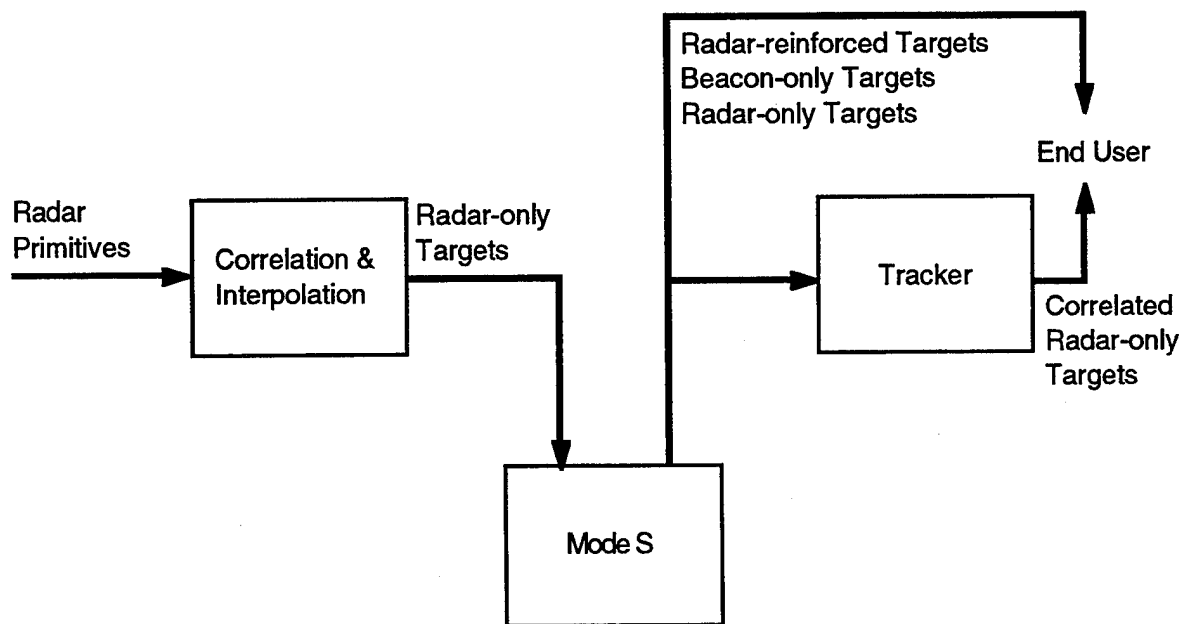 Radar-reinforced Targets
Beacon-only Targets
Radar-only Targets
End User
Radar
Primitives
Correlation &
Interpolation
Radar-only
Targets
Tracker
Correlated
Radar-only
Targets
Mode S